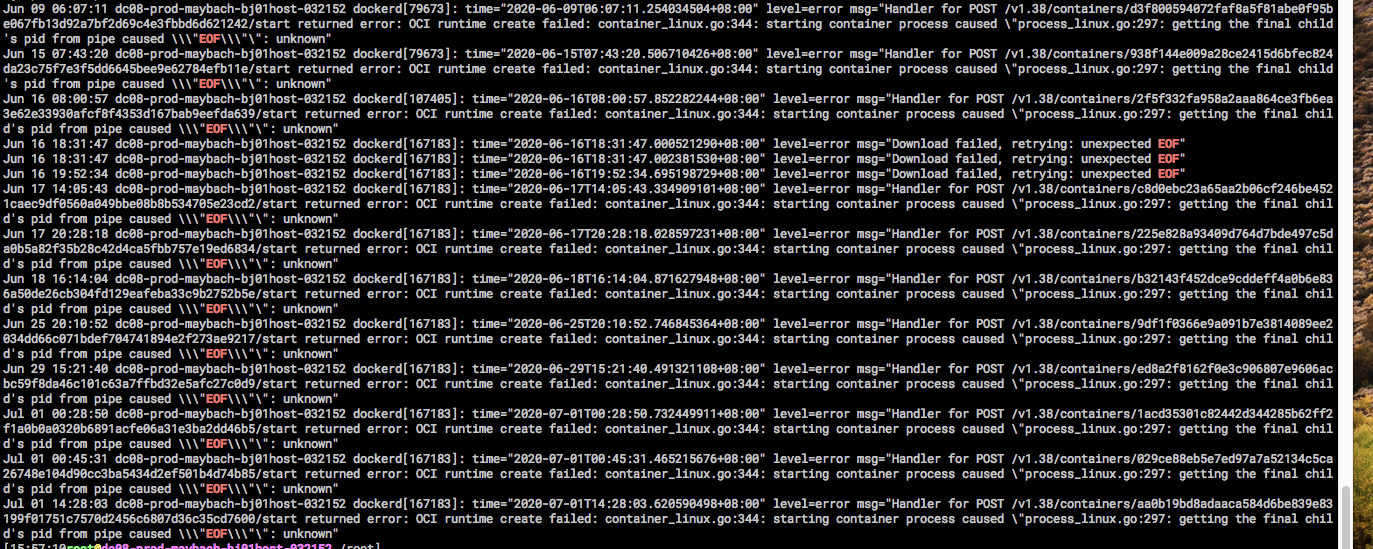 Jun 09 06:07:11 dc08-prod-maybach-bj01host-032152 dockerd[79673]: time="2020-06-09T06:07:11.254034504+08:00" level=error msg="Handler for POST /v1.38/containers/d3f800594072faf8a5f81abe0f95b
e067fb13d92a7bf2d69c4e3fbbd6d621242/start returned error: OCI runtime create failed: container_linux.go:344: starting container process caused \"process_linux.go:297: getting the final child
's pid from pipe caused \\\"EOF\\\"\": unknown"
Jun 15 07:43:20 dc08-prod-maybach-bj01host-032152 dockerd[79673]: time="2020-06-15T07:43:20.506710426+08:00" level=error msg="Handler for POST /v1.38/containers/938f144e009a28ce2415d6bfec824
da23c75f7e3f5dd6645bee9e62784efb11e/start returned error: OCI runtime create failed: container_linux.go:344: starting container process caused \"process_linux.go:297: getting the final child
's pid from pipe caused \\\"EOF\\\"\": unknown"
Jun 16 08:00:57 dc08-prod-maybach-bj01host-032152 dockerd[107405]: time="2020-06-16T08:00:57.852282244+08:00" level=error msg="Handler for POST /v1.38/containers/2f5f332fa958a2aaa864ce3fb6ea
3e62e33930afcf8f4353d167bab9eefda639/start returned error: OCI runtime create failed: container_linux.go:344: starting container process caused \"process_linux.go:297: getting the final chil
d's pid from pipe caused \\\"EOF\\\"\": unknown"
Jun 16 18:31:47 dc08-prod-maybach-bj01host-032152 dockerd[167183]: time="2020-06-16T18:31:47.000521290+08:00" level=error msg="Download failed, retrying: unexpected EOF"
Jun 16 18:31:47 dc08-prod-maybach-bj01host-032152 dockerd[167183]: time="2020-06-16T18:31:47.002381530+08:00" level=error msg="Download failed, retrying: unexpected EOF"
Jun 16 19:52:34 dc08-prod-maybach-bj01host-032152 dockerd[167183]: time="2020-06-16T19:52:34.695198729+08:00" level=error msg="Download failed, retrying: unexpected EOF"
Jun 17 14:05:43 dc08-prod-maybach-bj01host-032152 dockerd[167183]: time="2020-06-17T14:05:43.334909101+08:00" level=error msg="Handler for POST /v1.38/containers/c8d0ebc23a65aa2b06cf246be452
1caec9df0560a049bbe08b8b534705e23cd2/start returned error: OCI runtime create failed: container_linux.go:344: starting container process caused \"process_linux.go:297: getting the final chil
d's pid from pipe caused \\\"EOF\\\"\": unknown"
Jun 17 20:28:18 dc08-prod-maybach-bj01host-032152 dockerd[167183]: time="2020-06-17T20:28:18.028597231+08:00" level=error msg="Handler for POST /v1.38/containers/225e828a93409d764d7bde497c5d
a0b5a82f35b28c42d4ca5fbb757e19ed6834/start returned error: OCI runtime create failed: container_linux.go:344: starting container process caused \"process_linux.go:297: getting the final chil
d's pid from pipe caused \\\"EOF\\\"\": unknown"
Jun 18 16:14:04 dc08-prod-maybach-bj01host-032152 dockerd[167183]: time="2020-06-18T16:14:04.871627948+08:00" level=error msg="Handler for POST /v1.38/containers/b32143f452dce9cddeff4a0b6e83
6a50de26cb304fd129eafeba33c9b2752b5e/start returned error: OCI runtime create failed: container_linux.go:344: starting container process caused \"process_linux.go:297: getting the final chil
d's pid from pipe caused \\\"EOF\\\"\": unknown"
Jun 25 20:10:52 dc08-prod-maybach-bj01host-032152 dockerd[167183]: time="2020-06-25T20:10:52.746845364+08:00" level=error msg="Handler for POST /v1.38/containers/9df1f0366e9a091b7e3814089ee2
034dd66c071bdef704741894e2f273ae9217/start returned error: OCI runtime create failed: container_linux.go:344: starting container process caused \"process_linux.go:297: getting the final chil
d's pid from pipe caused \\\"EOF\\\"\": unknown"
Jun 29 15:21:40 dc08-prod-maybach-bj01host-032152 dockerd[167183]: time="2020-06-29T15:21:40.491321108+08:00" level=error msg="Handler for POST /v1.38/containers/ed8a2f8162f0e3c906807e9606ac
bc59f8da46c101c63a7ffbd32e5afc27c0d9/start returned error: OCI runtime create failed: container_linux.go:344: starting container process caused \"process_linux.go:297: getting the final chil
d's pid from pipe caused \\\"EOF\\\"\": unknown"
Jul 01 00:28:50 dc08-prod-maybach-bj01host-032152 dockerd[167183]: time="2020-07-01T00:28:50.732449911+08:00" level=error msg="Handler for POST /v1.38/containers/1acd35301c82442d344285b62ff2
f1a0b0a0320b6891acfe06a31e3ba2dd46b5/start returned error: OCI runtime create failed: container_linux.go:344: starting container process caused \"process_linux.go:297: getting the final chil
d's pid from pipe caused \\\"EOF\\\"\": unknown"
Jul 01 00:45:31 dc08-prod-maybach-bj01host-032152 dockerd[167183]: time="2020-07-01T00:45:31.465215676+08:00" level=error msg="Handler for POST /v1.38/containers/029ce88eb5e7ed97a7a52134c5ca
26748e104d90cc3ba5434d2ef501b4d74b85/start returned error: OCI runtime create failed: container_linux.go:344: starting container process caused \"process_linux.go:297: getting the final chil
d's pid from pipe caused \\\"EOF\\\"\": unknown"
Jul 01 14:28:03 dc08-prod-maybach-bj01host-032152 dockerd[167183]: time="2020-07-01T14:28:03.620590498+08:00" level=error msg="Handler for POST /v1.38/containers/aa0b19bd8adaaca584d6be839e83
199f01751c7570d2456c6807d36c35cd7600/start returned error: OCI runtime create failed: container_linux.go:344: starting container process caused \"process_linux.go:297: getting the final chil
d's pid from pipe caused \\\"EOF\\\"\": unknown"
[15:57:10root@dc08-prod-maybach-bj01host-032152 /root]